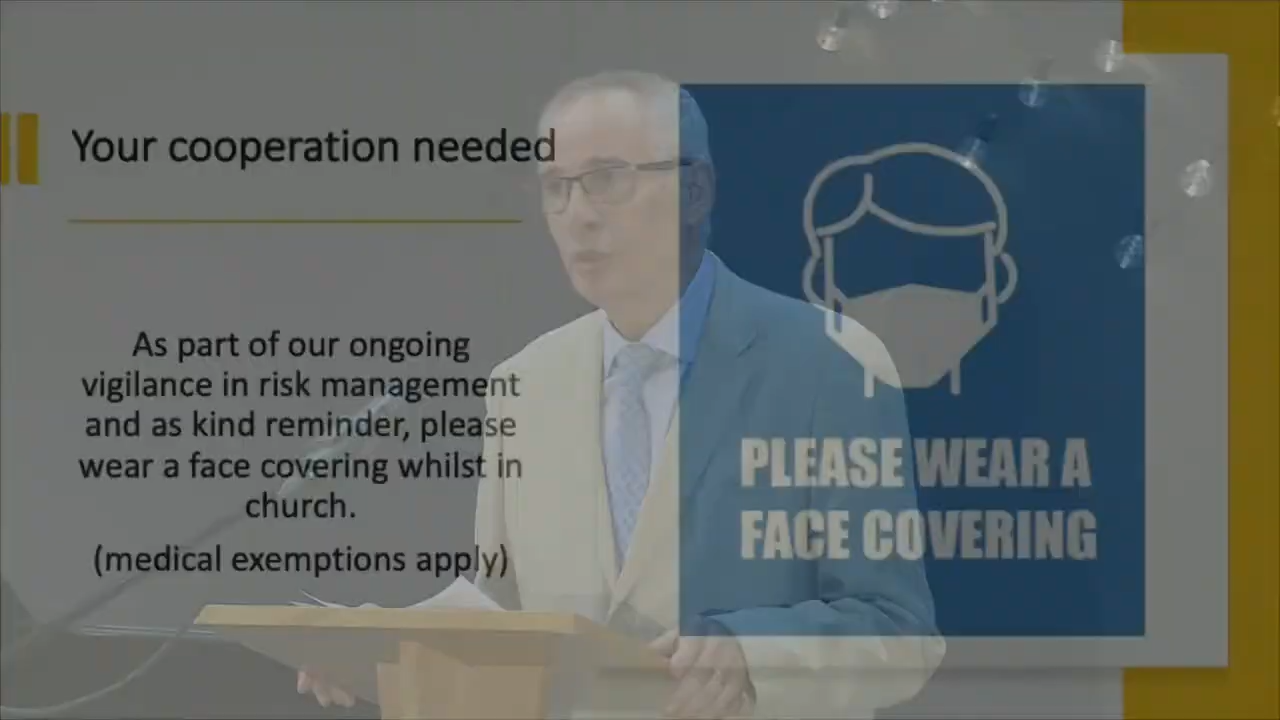 Your cooperation needed
As part of our ongoing
vigilance in risk management
and as kind reminder, please
wear a face covering whilst in
church.
(medical exemptions apply)
PLEASE WEAR A
FACE COVERING